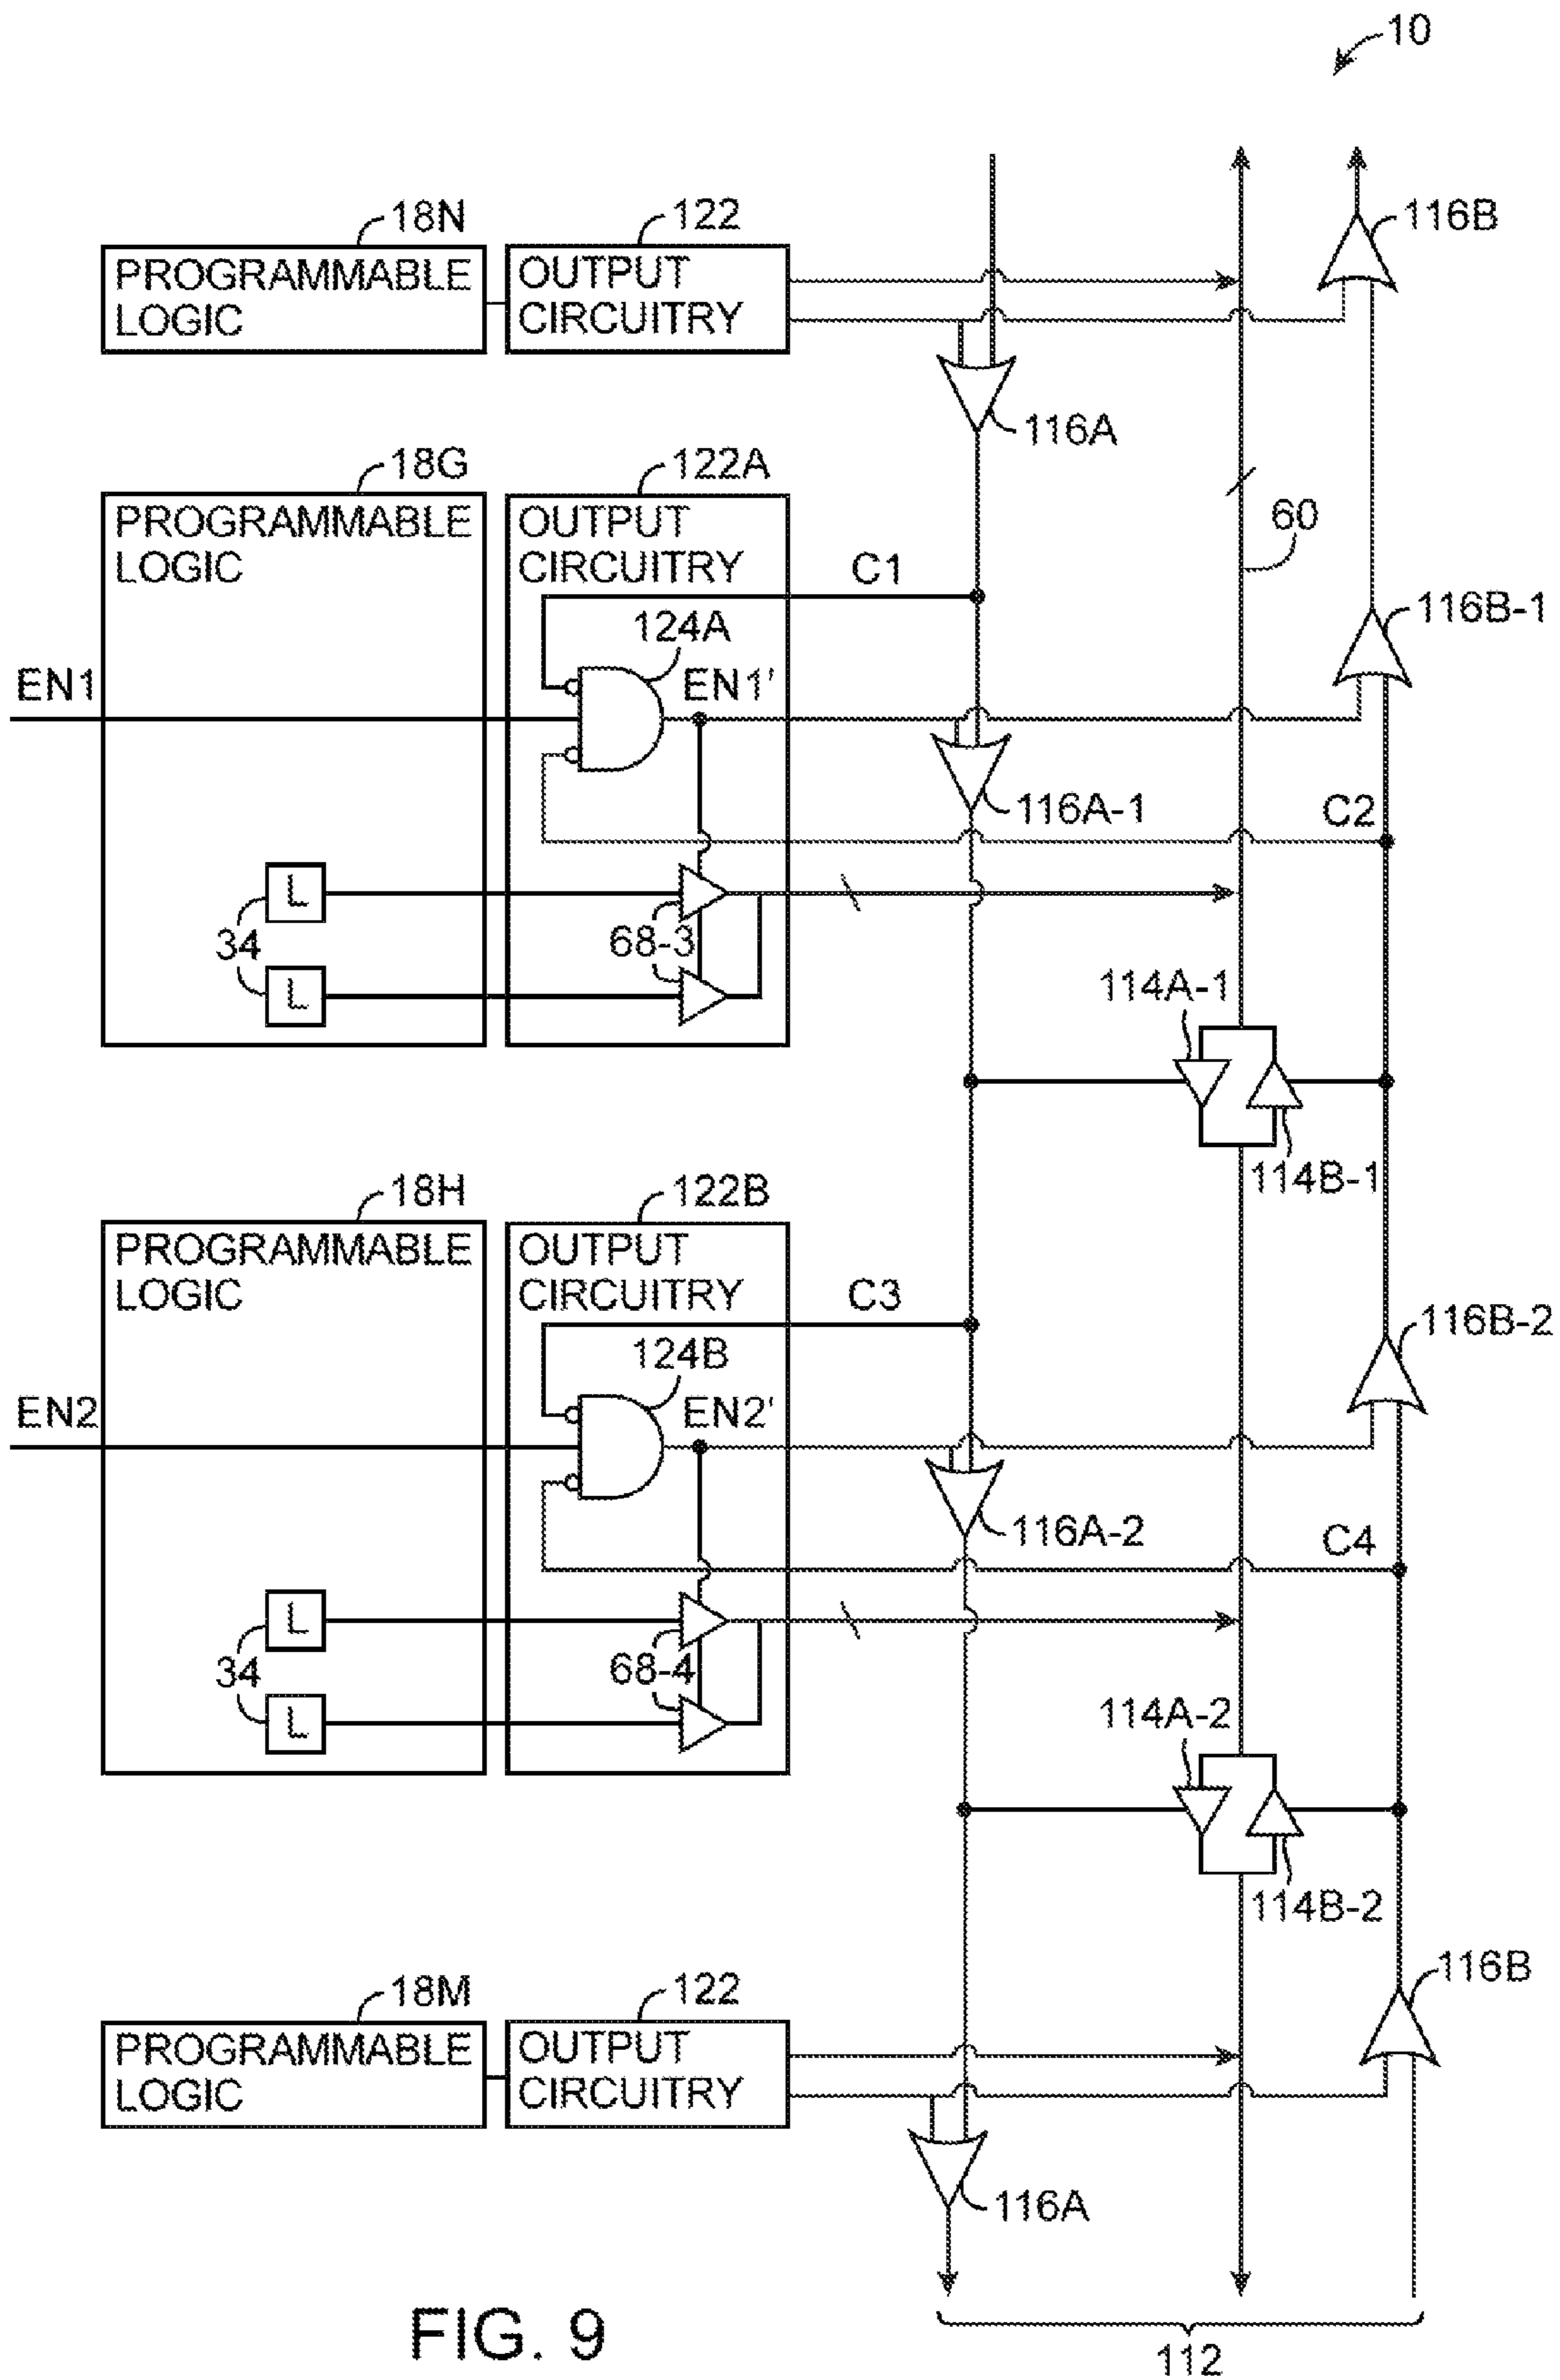 10
18N
122
116B
PROGRAMMABLE
LOGIC
OUTPUT
CIRCUITRY
116A
18G
122A
PROGRAMMABLE
LOGIC
OUTPUT
CIRCUITRY
60
C1
116B-1
124A
EN1
EN1'
116A-1
C2
L
34
68-3
L
114A-1
114B-1
18H
122B
PROGRAMMABLE
LOGIC
OUTPUT
CIRCUITRY
C3
116B-2
124B
EN2
EN2'
116A-2
C4
L
34
68-4
L
114A-2
114B-2
18M
122
116B
PROGRAMMABLE
LOGIC
OUTPUT
CIRCUITRY
116A
FIG. 9
112